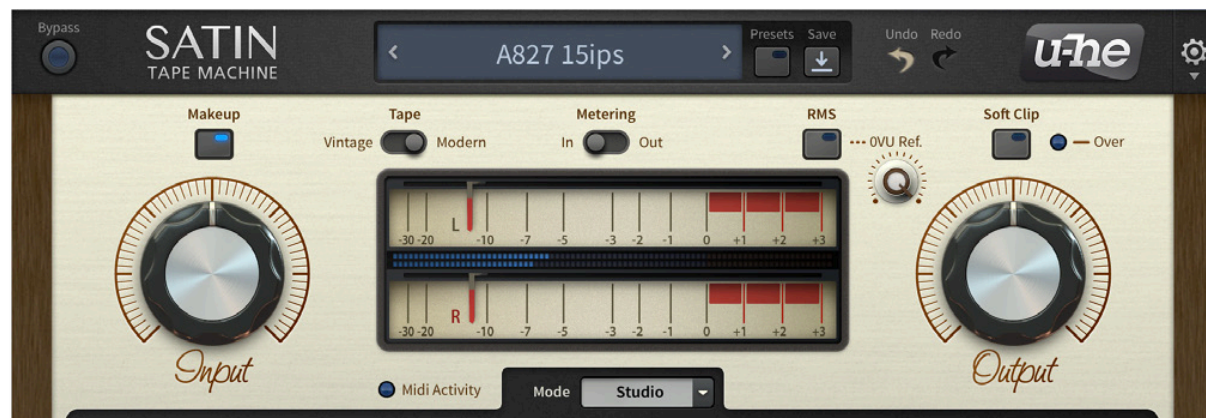 Bypass
SATIN
TAPE MACHINE
A827 15ips
Presets Save
Undo Redo
u-he
Makeup
Tape
Vintage Modern
Metering
In Out
RMS
0VU Ref.
Soft Clip
Over
L
-30 -20 -10 -7 -5 -3 -2 -1 0 +1 +2 +3
R
-30 -20 -10 -7 -5 -3 -2 -1 0 +1 +2 +3
Input
Output
Midi Activity
Mode Studio